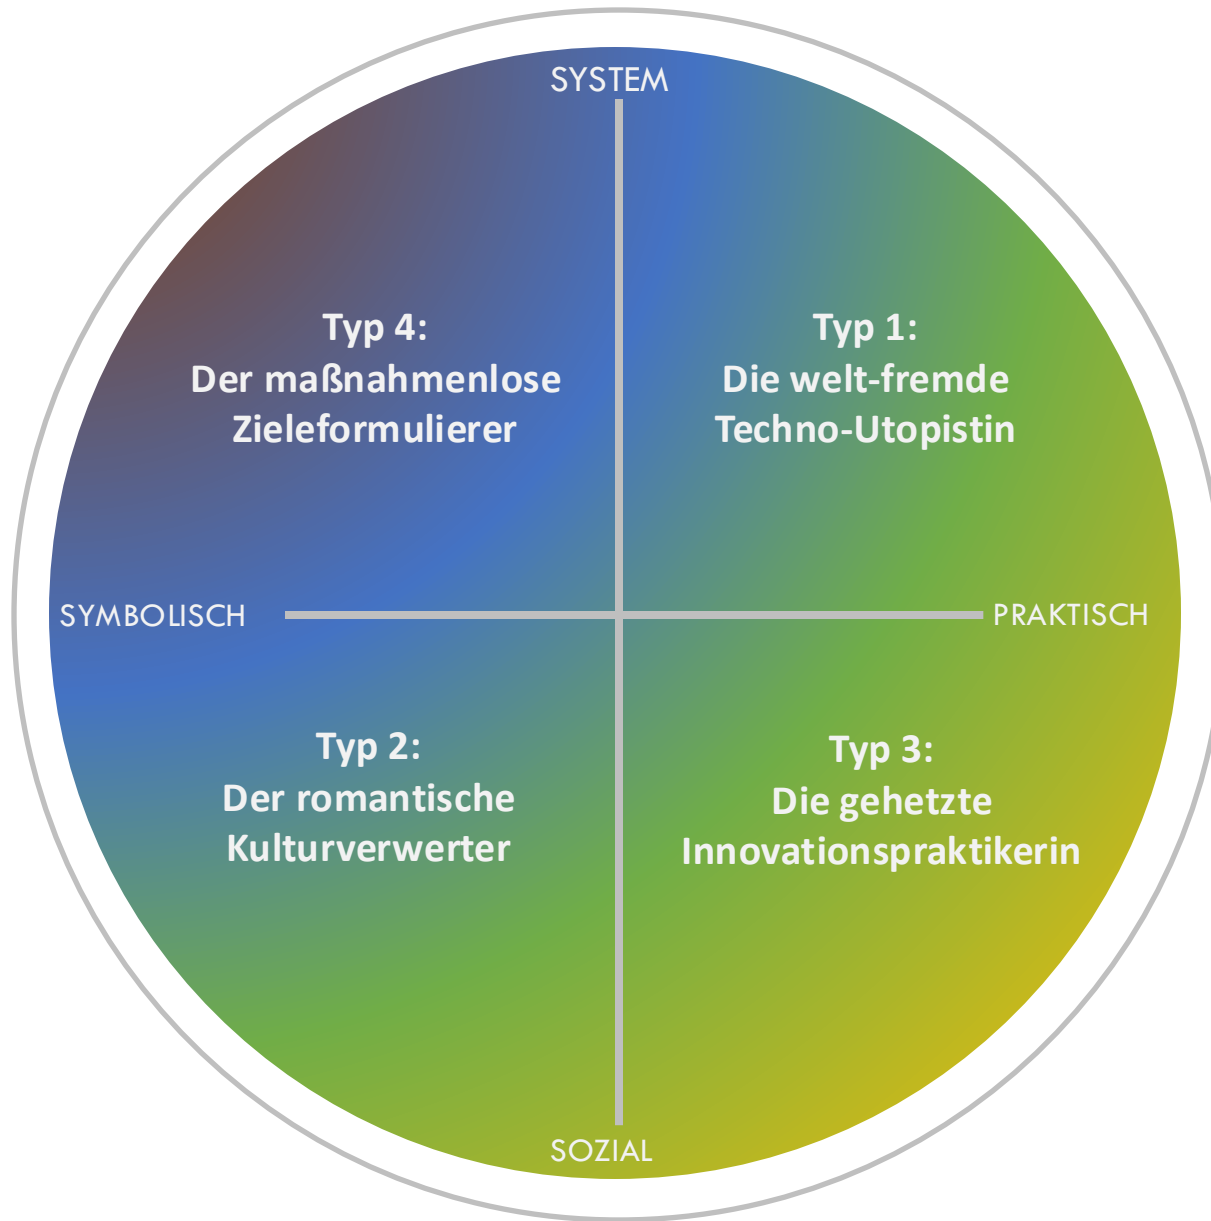 SYSTEM
Typ 4:
Der maßnahmenlose
Zieleformulierer
Typ 1:
Die welt-fremde
Techno-Utopistin
SYMBOLISCH
PRAKTISCH
Typ 2:
Der romantische
Kulturverwerter
Typ 3:
Die gehetzte
Innovationspraktikerin
SOZIAL